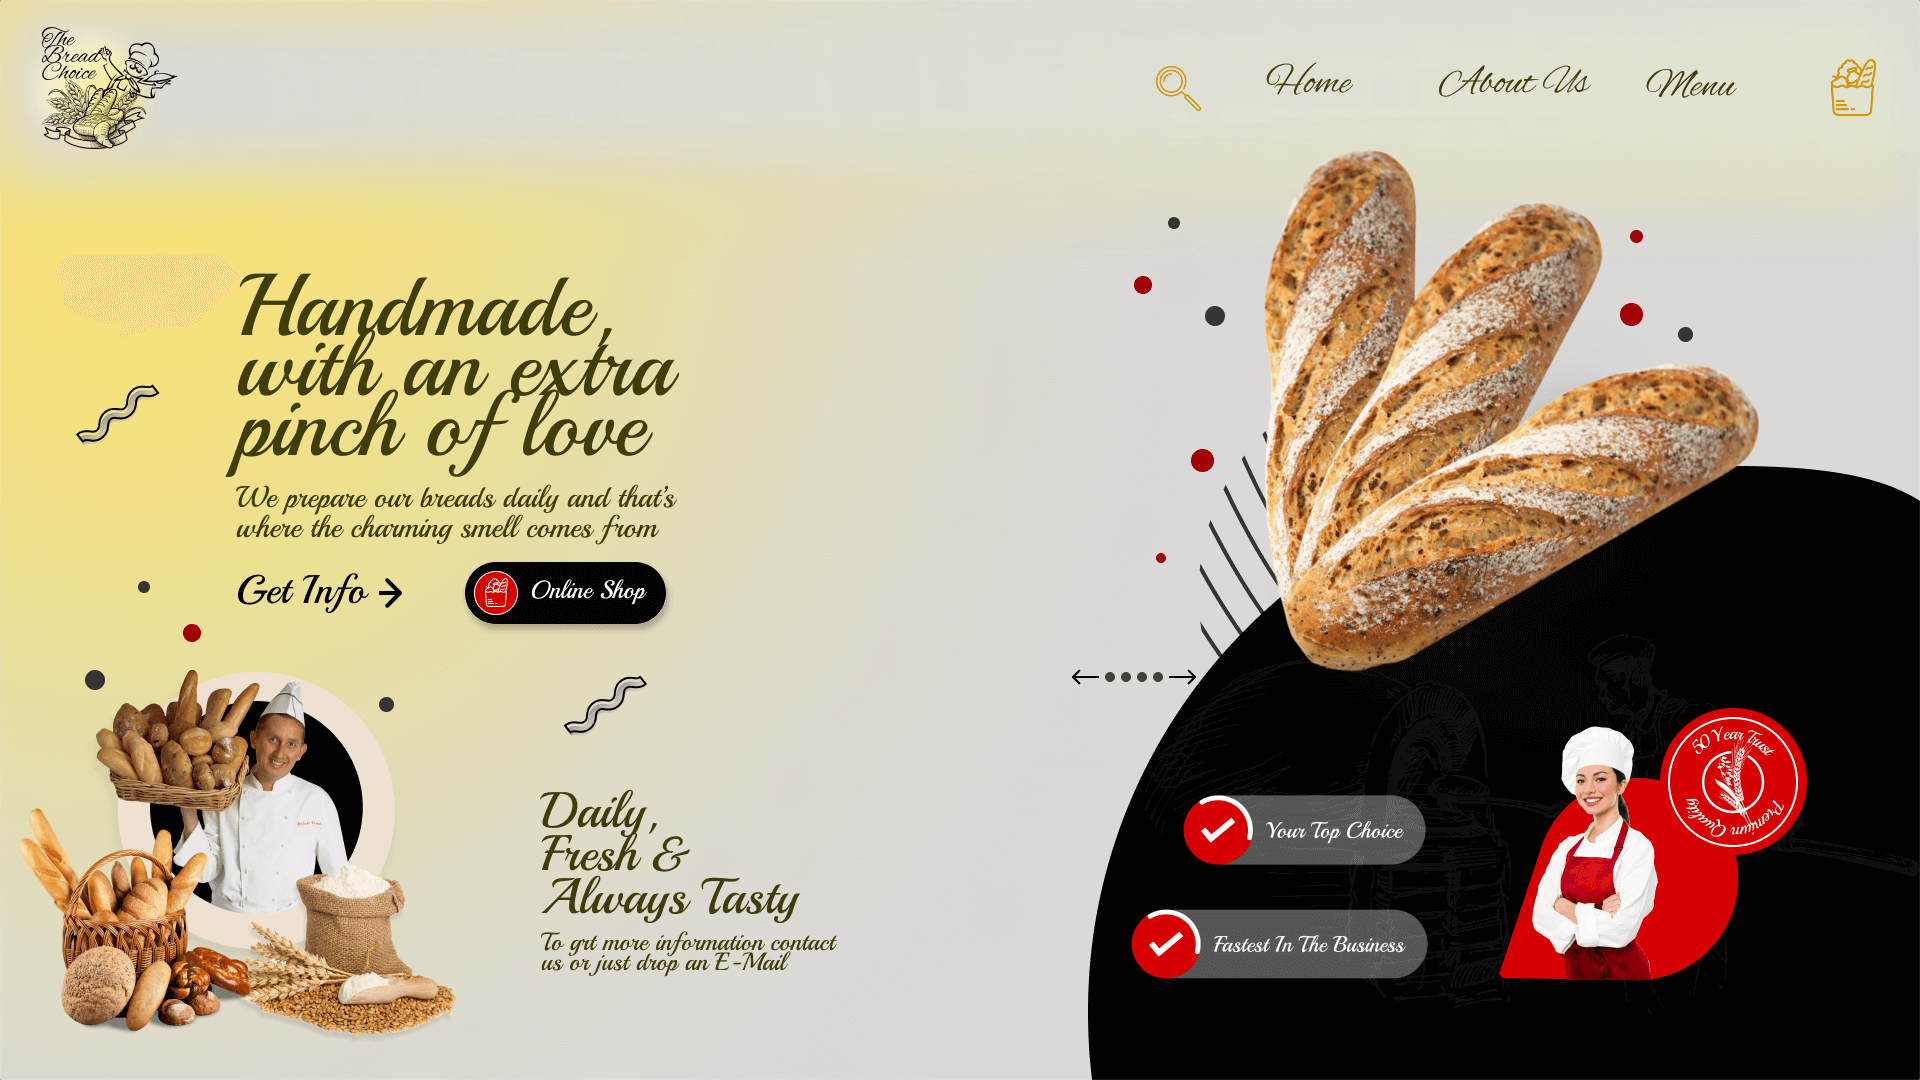 The
Bread
Choice
Home
About Us
Menu
Handmade,
with an extra
pinch of love
We prepare our breads daily and that's
where the charming smell comes from
Get Info
Online Shop
Daily,
Fresh &
Always Tasty
To grt more information contact
us or just drop an E-Mail
Your Top Choice
Fastest In The Business
50 Year Trust
Premium Quality